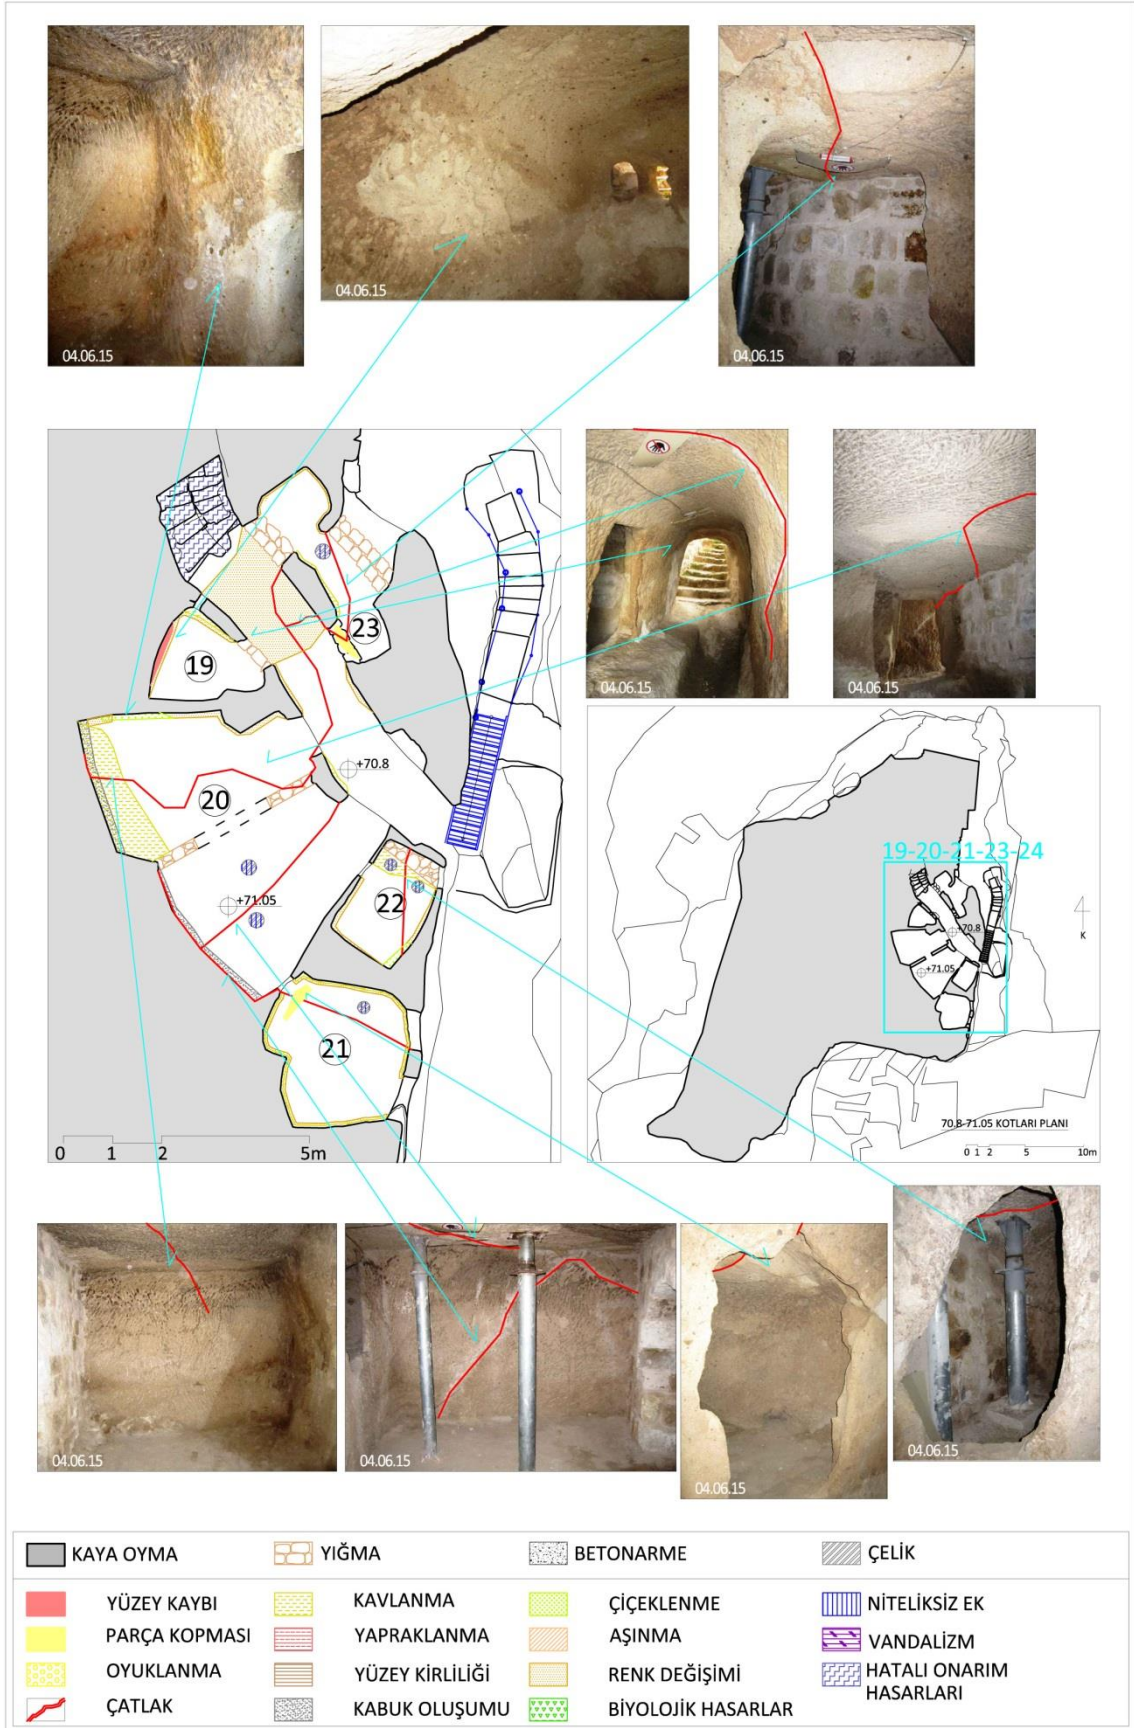 04.06.15
04.06.15
04.06.15
04.06.15
04.06.15
19
23
+70.8
20
+71.05
22
21
0 1 2 5m
19-20-21-23-24
+70.8
+71.05
K
70.8-71.05 KOTLARI PLANI
0 1 2 5 10m
04.06.15
04.06.15
04.06.15
04.06.15
KAYA OYMA YIĞMA BETONARME ÇELİK
YÜZEY KAYBI KAVLANMA ÇİÇEKLENME NİTELİKSİZ EK
PARÇA KOPMASI YAPRAKLANMA AŞINMA VANDALİZM
OYUKLANMA YÜZEY KİRLİLİĞİ RENK DEĞİŞİMİ HATALI ONARIM
HASARLARI
ÇATLAK KABUK OLUŞUMU BİYOLOJİK HASARLAR